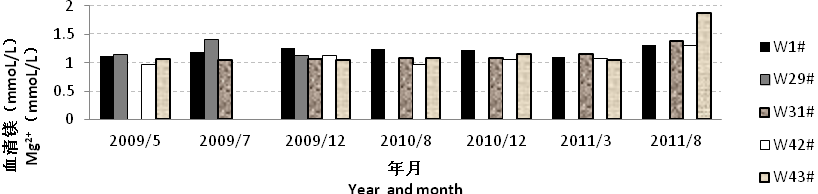 血清镁（mmoL/L）
Mg²⁺（mmoL/L）
2
1.5
1
0.5
0
2009/5
2009/7
2009/12
2010/8
2010/12
2011/3
2011/8
年月
Year and month
W1#
W29#
W31#
W42#
W43#